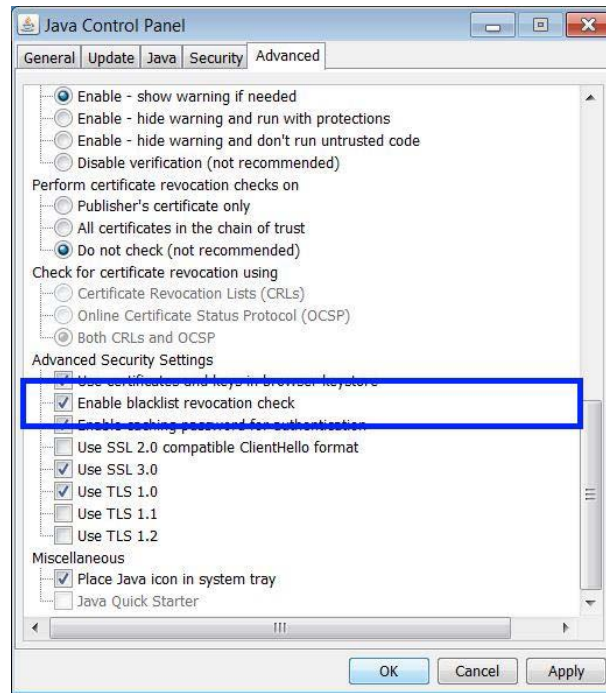 Java Control Panel
General Update Java Security Advanced
Enable - show warning if needed
Enable - hide warning and run with protections
Enable - hide warning and don't run untrusted code
Disable verification (not recommended)
Perform certificate revocation checks on
Publisher's certificate only
All certificates in the chain of trust
Do not check (not recommended)
Check for certificate revocation using
Certificate Revocation Lists (CRLs)
Online Certificate Status Protocol (OCSP)
Both CRLs and OCSP
Advanced Security Settings
Use certificates and keys in browser keystore
Enable blacklist revocation check
Enable caching password for authentication
Use SSL 2.0 compatible ClientHello format
Use SSL 3.0
Use TLS 1.0
Use TLS 1.1
Use TLS 1.2
Miscellaneous
Place Java icon in system tray
Java Quick Starter
OK Cancel Apply